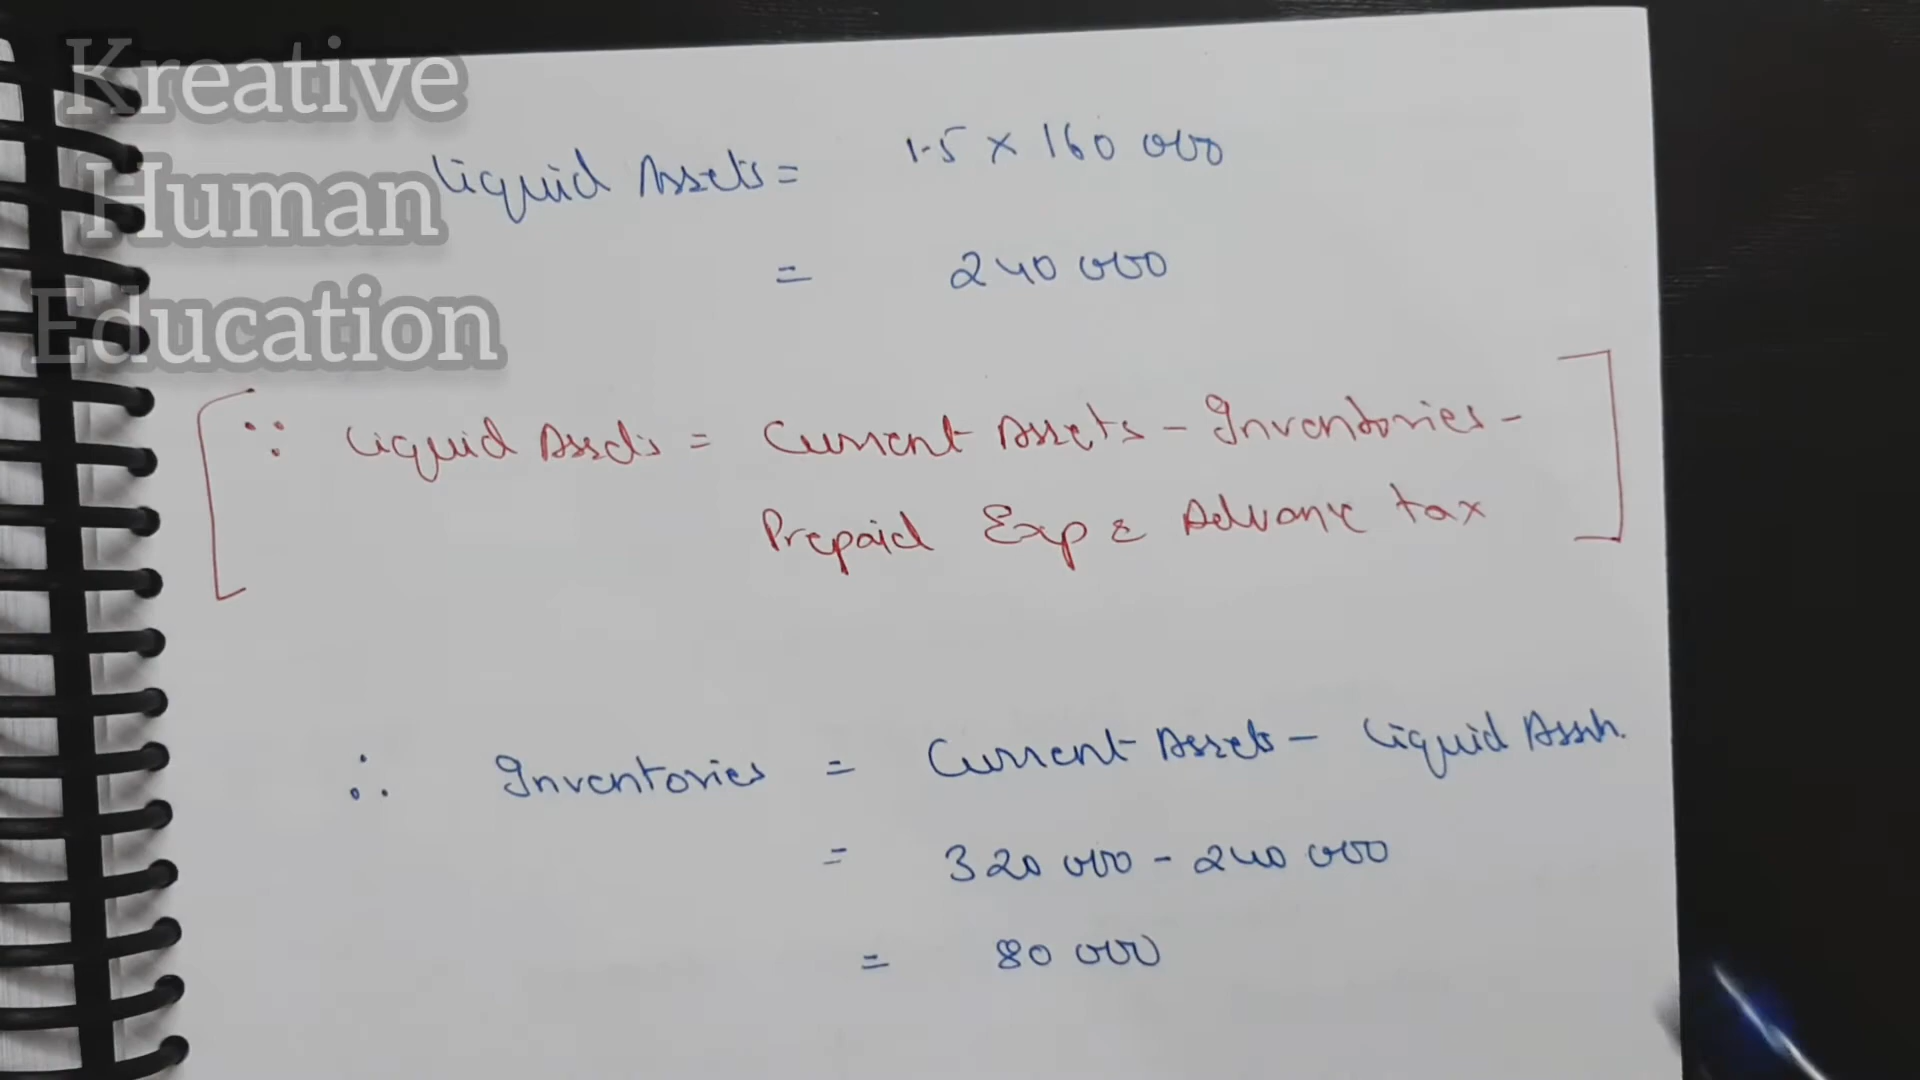 Kreative
Human
Education
Liquid Assets = 1.5 × 160 000
= 240 000
[∵ Liquid Assets = Current Assets - Inventories -
Prepaid Exp & Advance tax]
∴ Inventories = Current Assets - Liquid Assets.
= 320 000 - 240 000
= 80 000